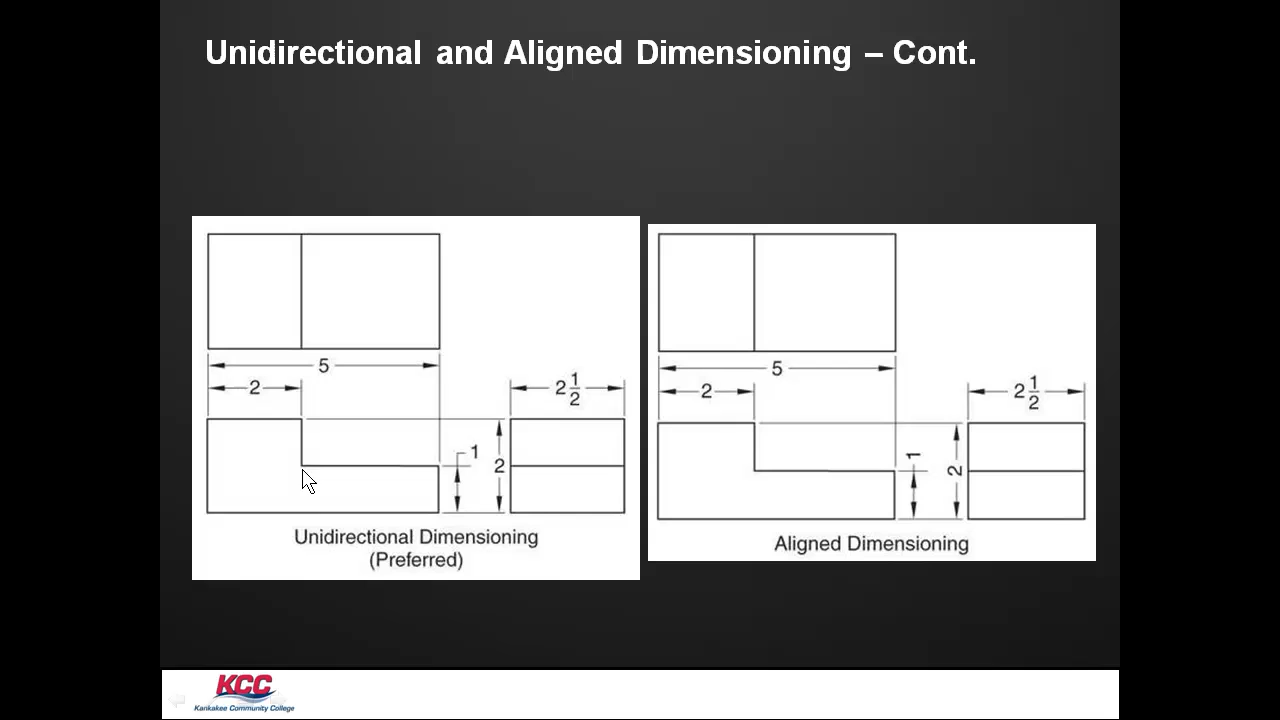 Unidirectional and Aligned Dimensioning – Cont.
5
2
2 1/2
1
2
Unidirectional Dimensioning
(Preferred)
5
2
2 1/2
1
2
Aligned Dimensioning
KCC
Kankakee Community College